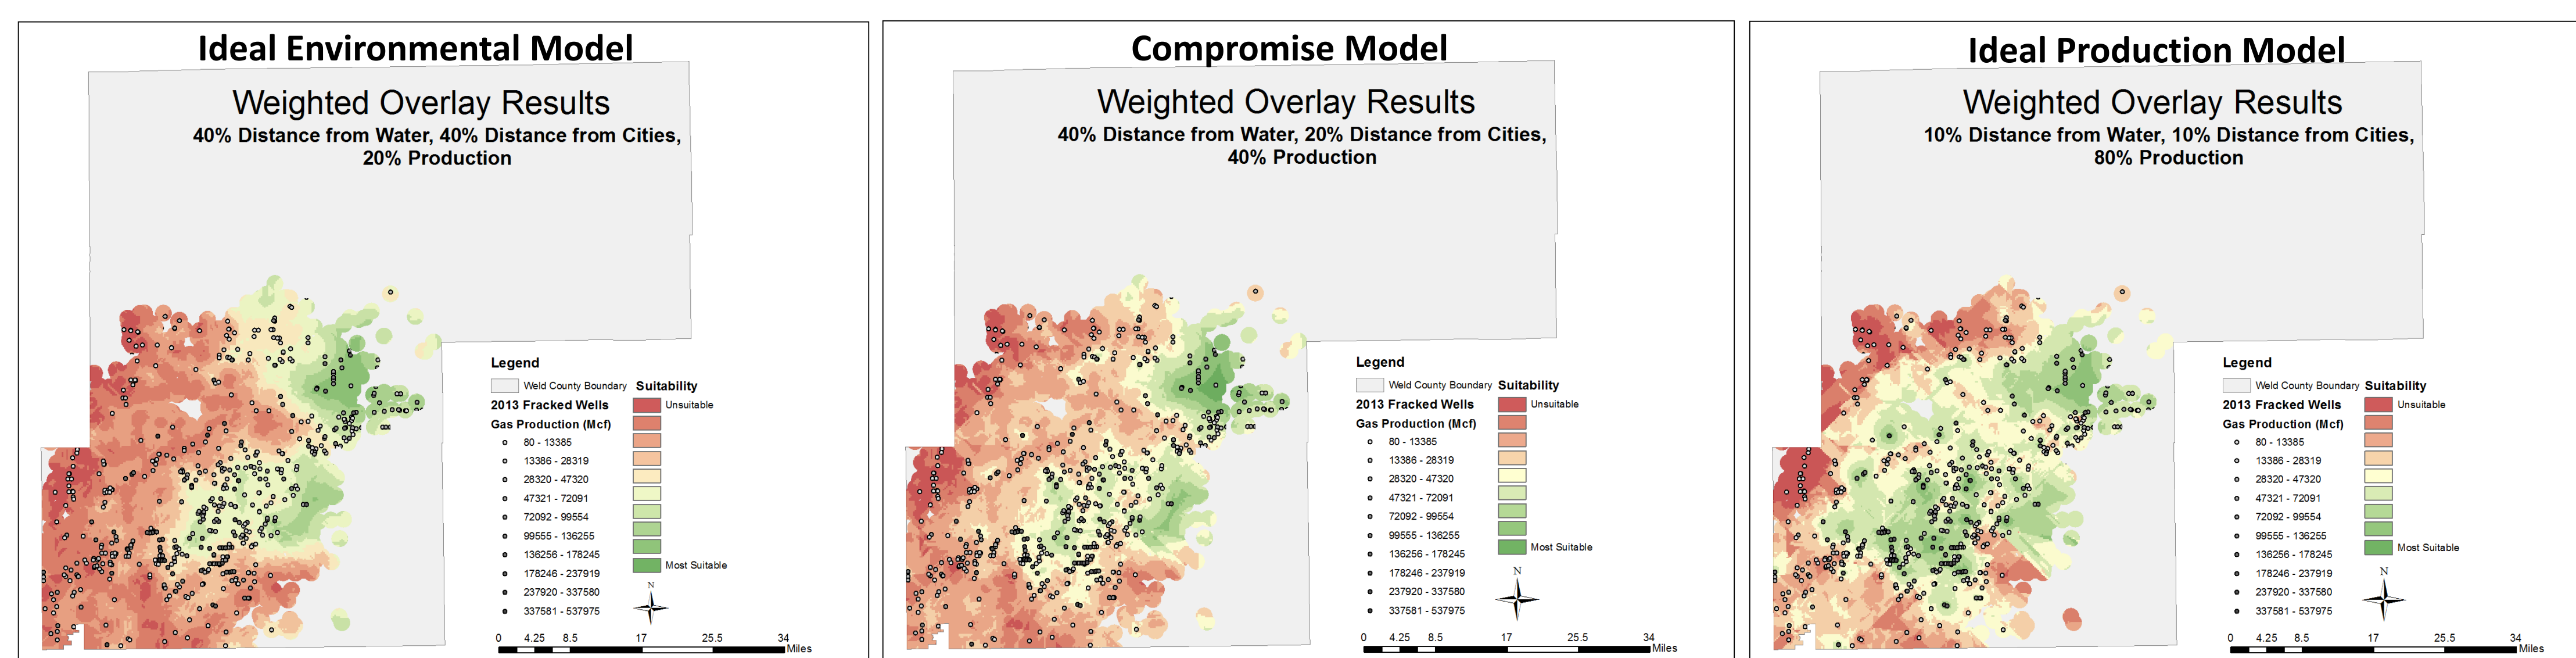 Ideal Environmental Model
Weighted Overlay Results
40% Distance from Water, 40% Distance from Cities,
20% Production
Legend
Weld County Boundary
2013 Fracked Wells
Gas Production (Mcf)
80 - 13385
13386 - 28319
28320 - 47320
47321 - 72091
72092 - 99554
99555 - 136255
136256 - 178245
178246 - 237919
237920 - 337580
337581 - 537975
Suitability
Unsuitable
Most Suitable
N
0 4.25 8.5 17 25.5 34
Miles
Compromise Model
Weighted Overlay Results
40% Distance from Water, 20% Distance from Cities,
40% Production
Legend
Weld County Boundary
2013 Fracked Wells
Gas Production (Mcf)
80 - 13385
13386 - 28319
28320 - 47320
47321 - 72091
72092 - 99554
99555 - 136255
136256 - 178245
178246 - 237919
237920 - 337580
337581 - 537975
Suitability
Unsuitable
Most Suitable
N
0 4.25 8.5 17 25.5 34
Miles
Ideal Production Model
Weighted Overlay Results
10% Distance from Water, 10% Distance from Cities,
80% Production
Legend
Weld County Boundary
2013 Fracked Wells
Gas Production (Mcf)
80 - 13385
13386 - 28319
28320 - 47320
47321 - 72091
72092 - 99554
99555 - 136255
136256 - 178245
178246 - 237919
237920 - 337580
337581 - 537975
Suitability
Unsuitable
Most Suitable
N
0 4.25 8.5 17 25.5 34
Miles